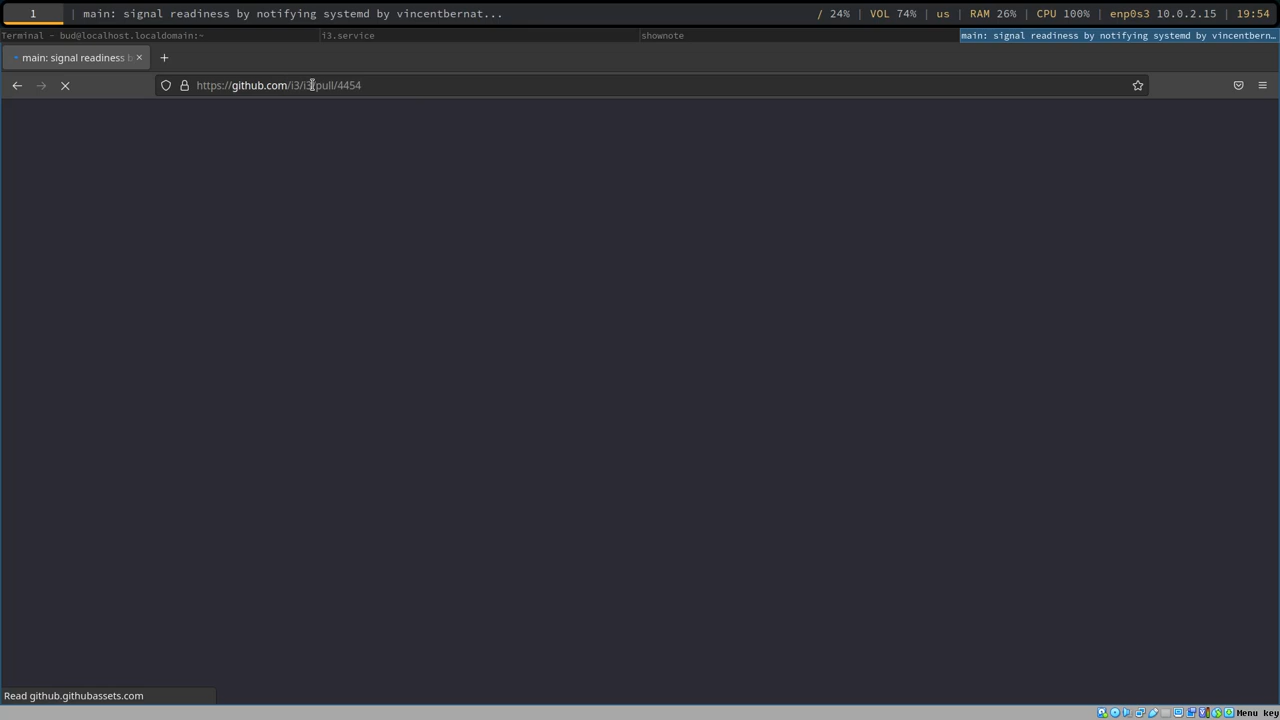 1 | main: signal readiness by notifying systemd by vincentbernat... / 24% | VOL 74% | us | RAM 26% | CPU 100% | enp0s3 10.0.2.15 | 19:54
Terminal - bud@localhost.localdomain:~ i3.service shownote main: signal readiness by notifying systemd by vincentbern…
main: signal readiness b
https://github.com/i3/i3/pull/4454
Read github.githubassets.com
Menu key